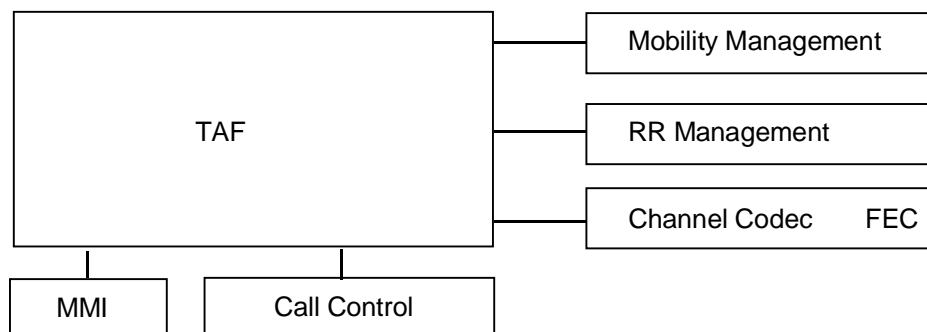 Mobility Management
TAF
RR Management
Channel Codec FEC
MMI
Call Control